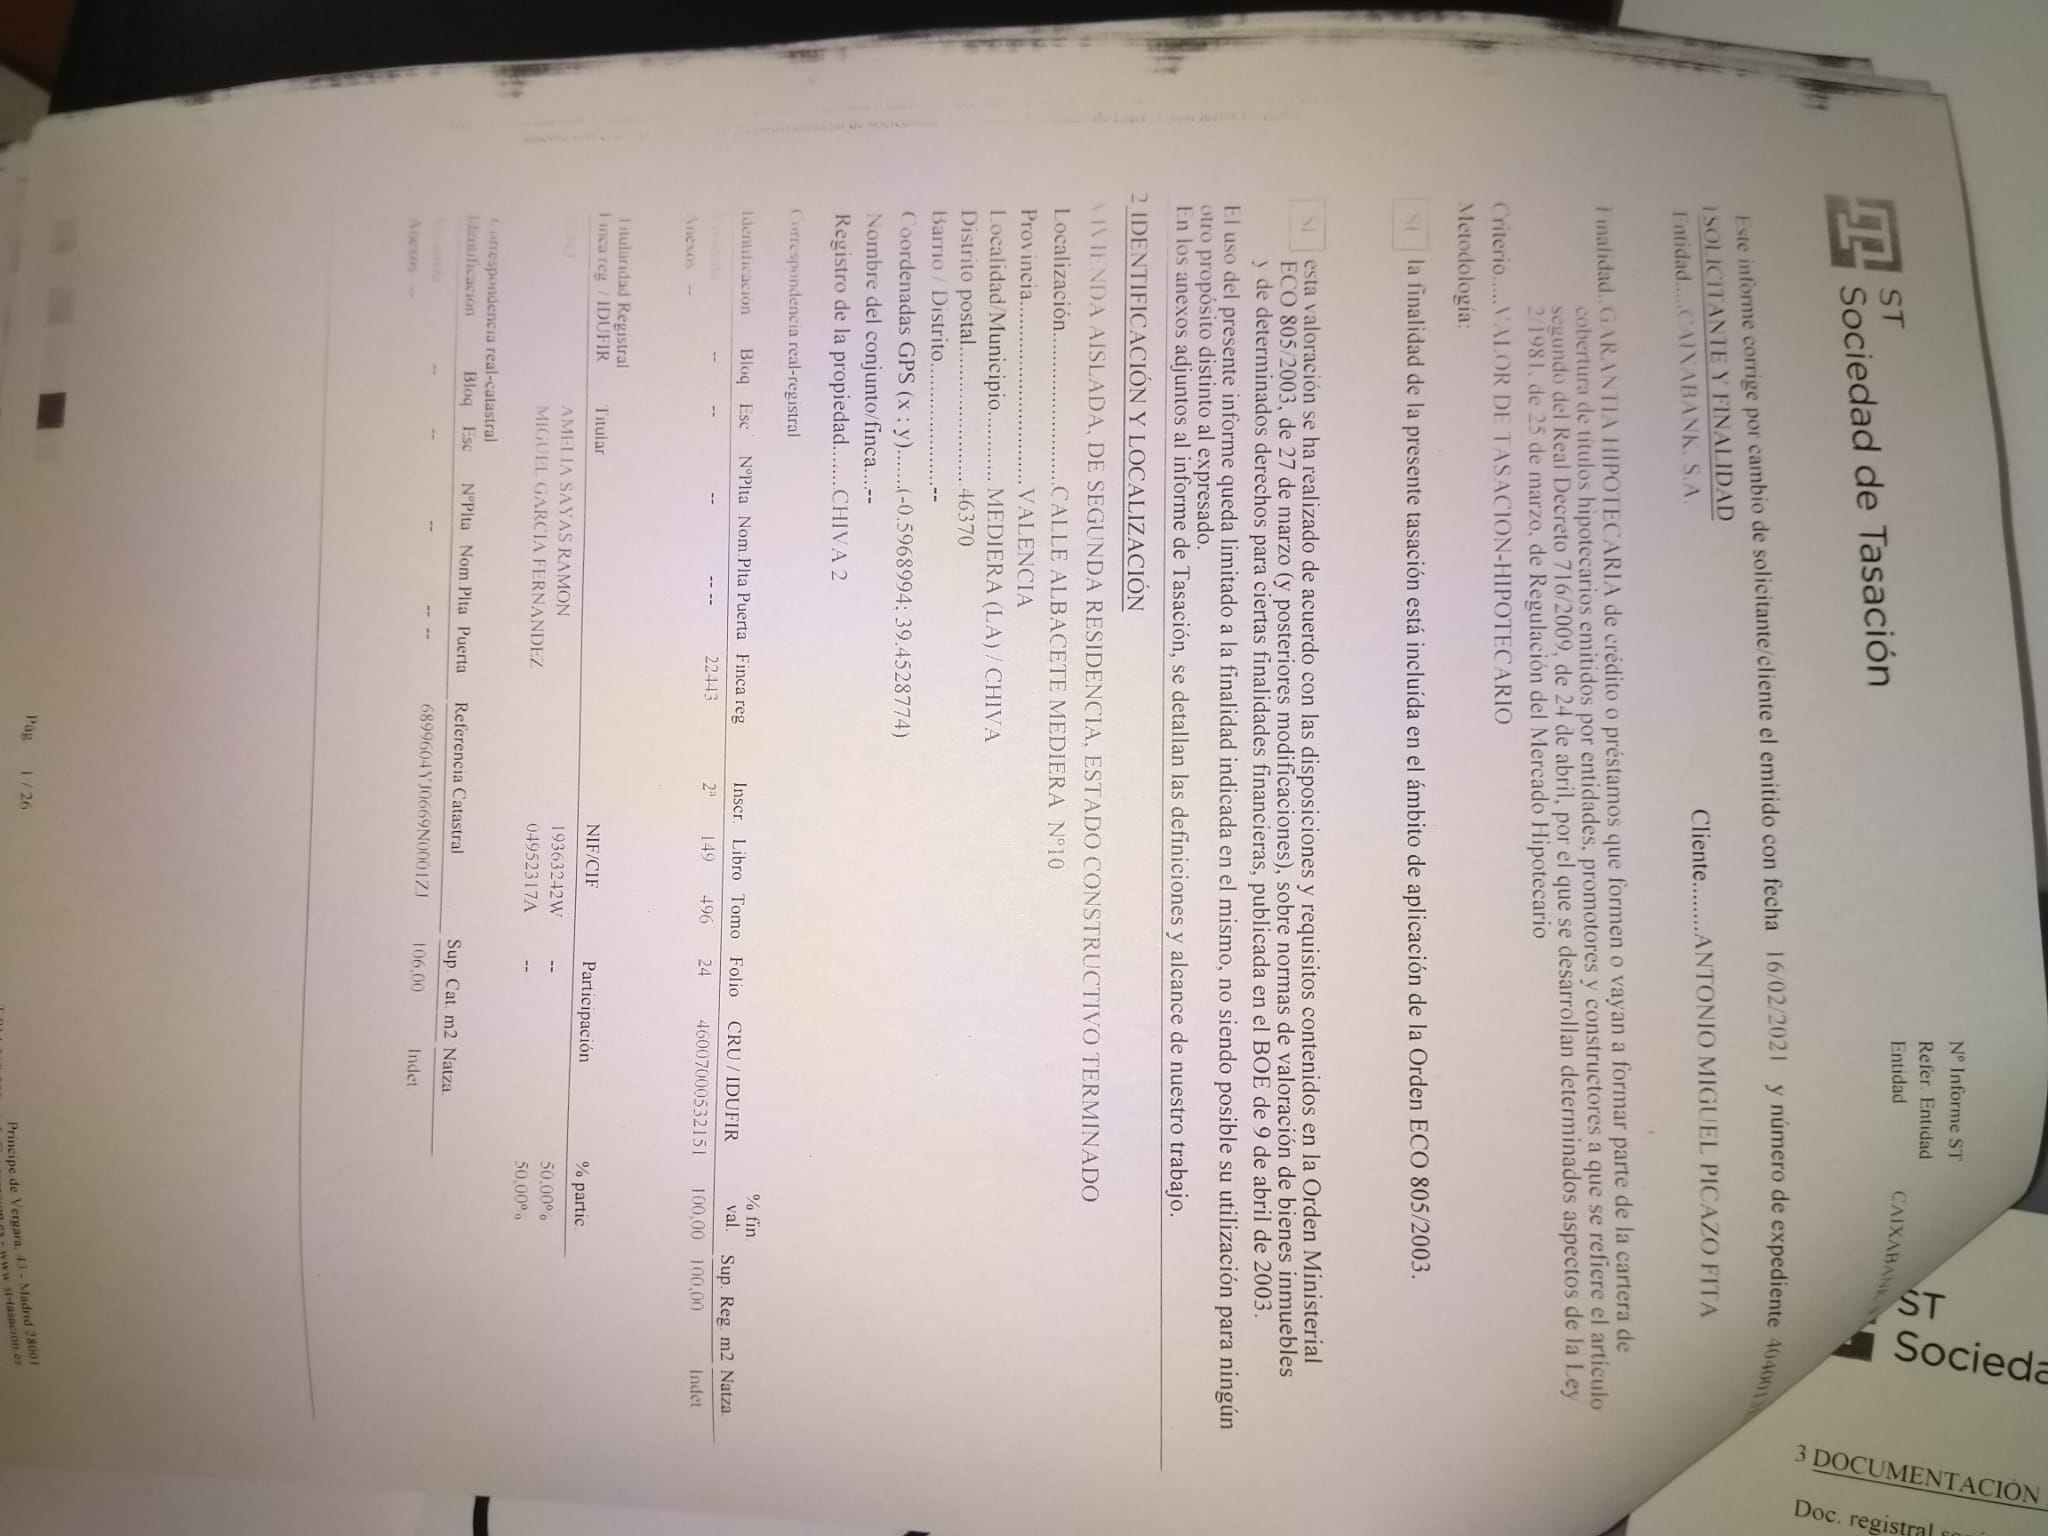 ST
Sociedad de Tasación
Nº Informe ST
Refer. Entidad
Entidad CAIXABANK, S
Este informe corrige por cambio de solicitante/cliente el emitido con fecha 16/02/2021 y número de expediente
1 SOLICITANTE Y FINALIDAD
Entidad.....CAIXABANK, S.A. Cliente........ANTONIO MIGUEL PICAZO FITA
Finalidad..GARANTIA HIPOTECARIA de crédito o préstamos que formen o vayan a formar parte de la cartera de
cobertura de títulos hipotecarios emitidos por entidades, promotores y constructores a que se refiere el artículo
segundo del Real Decreto 716/2009, de 24 de abril, por el que se desarrollan determinados aspectos de la Ley
2/1981, de 25 de marzo, de Regulación del Mercado Hipotecario
Criterio.....VALOR DE TASACION-HIPOTECARIO
Metodología:
SI la finalidad de la presente tasación está incluída en el ámbito de aplicación de la Orden ECO 805/2003.
SI esta valoración se ha realizado de acuerdo con las disposiciones y requisitos contenidos en la Orden Ministerial
ECO 805/2003, de 27 de marzo (y posteriores modificaciones), sobre normas de valoración de bienes inmuebles
y de determinados derechos para ciertas finalidades financieras, publicada en el BOE de 9 de abril de 2003.
El uso del presente informe queda limitado a la finalidad indicada en el mismo, no siendo posible su utilización para ningún
otro propósito distinto al expresado.
En los anexos adjuntos al informe de Tasación, se detallan las definiciones y alcance de nuestro trabajo.
2 IDENTIFICACIÓN Y LOCALIZACIÓN
VIVIENDA AISLADA, DE SEGUNDA RESIDENCIA, ESTADO CONSTRUCTIVO TERMINADO
Localización........................CALLE ALBACETE MEDIERA Nº10
Provincia............................VALENCIA
Localidad/Municipio............MEDIERA (LA) / CHIVA
Distrito postal.....................46370
Barrio / Distrito...................--
Coordenadas GPS (x : y)......(-0.5968994; 39.4528774)
Nombre del conjunto/finca....--
Registro de la propiedad.......CHIVA 2
Correspondencia real-registral
Identificación Bloq Esc NºPlta Nom.Plta Puerta Finca reg Inscr. Libro Tomo Folio CRU / IDUFIR % fin. val. Sup. Reg. m2 Natza.
-- -- -- -- -- 22443 2ª 149 496 24 46007000532151 100,00 100,00 Indet
Anexos --
Titularidad Registral
Finca reg / IDUFIR Titular NIF/CIF Participación % partic.
AMELIA SAYAS RAMON 19363242W -- 50,00%
MIGUEL GARCIA FERNANDEZ 04952317A -- 50,00%
Correspondencia real-catastral
Identificación Bloq Esc NºPlta Nom.Plta Puerta Referencia Catastral Sup. Cat. m2 Natza.
-- -- -- -- -- 6899604YJ0669N0001ZJ 106,00 Indet
Anexos --
Pág 1 / 26
Príncipe de Vergara, 43 - Madrid 28001
www.st-tasacion.es
ST
Socieda
3 DOCUMENTACIÓN
Doc. registral